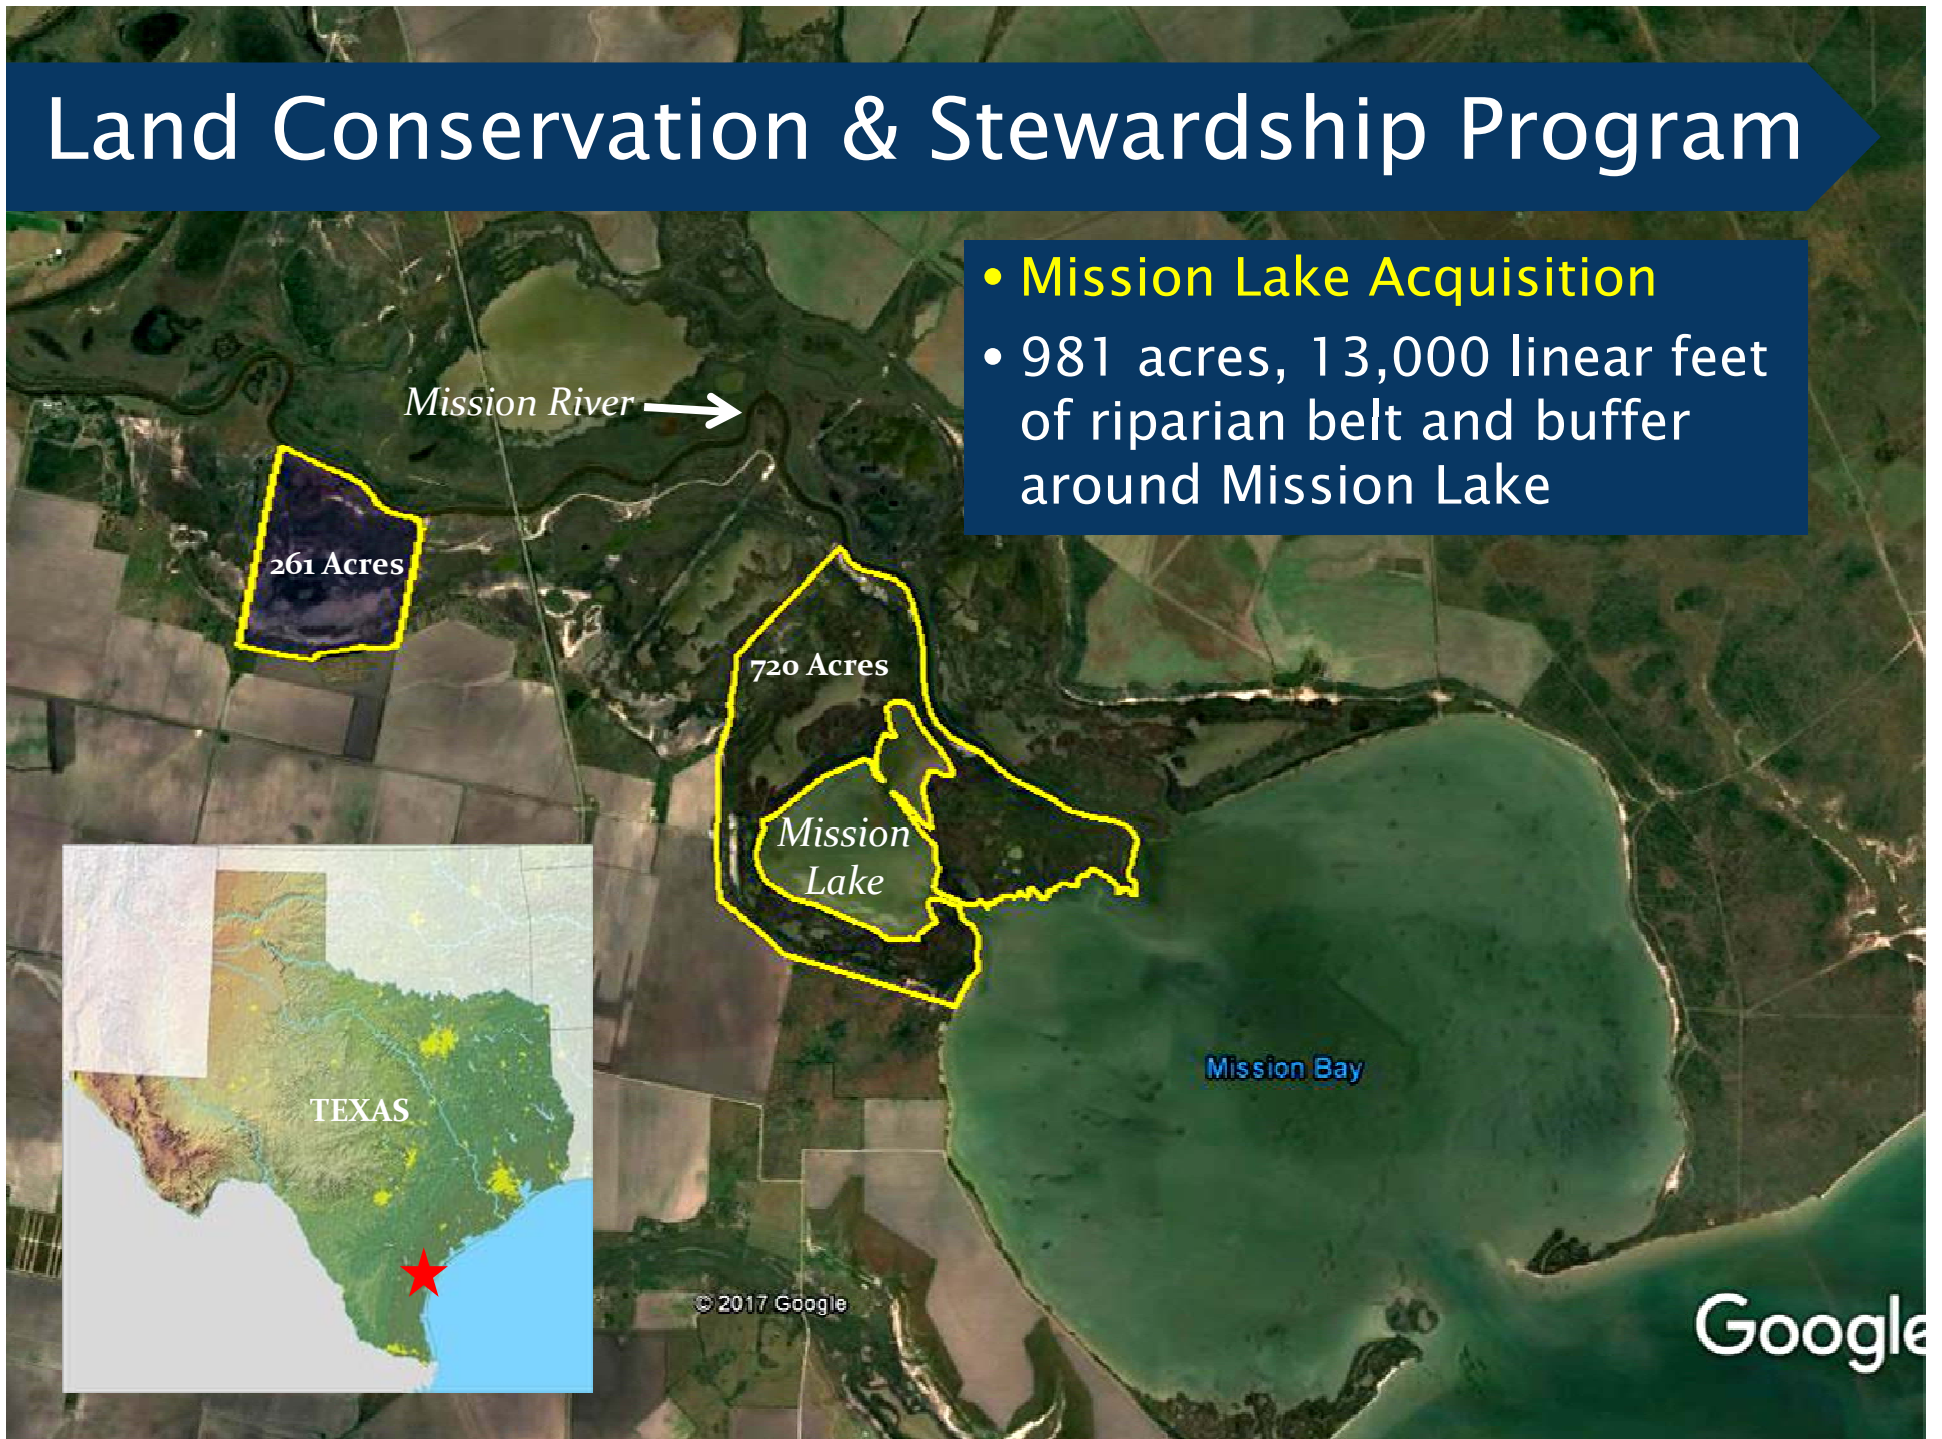 Land Conservation & Stewardship Program
• Mission Lake Acquisition
• 981 acres, 13,000 linear feet
of riparian belt and buffer
around Mission Lake
Mission River
261 Acres
720 Acres
Mission
Lake
Mission Bay
TEXAS
© 2017 Google
Google